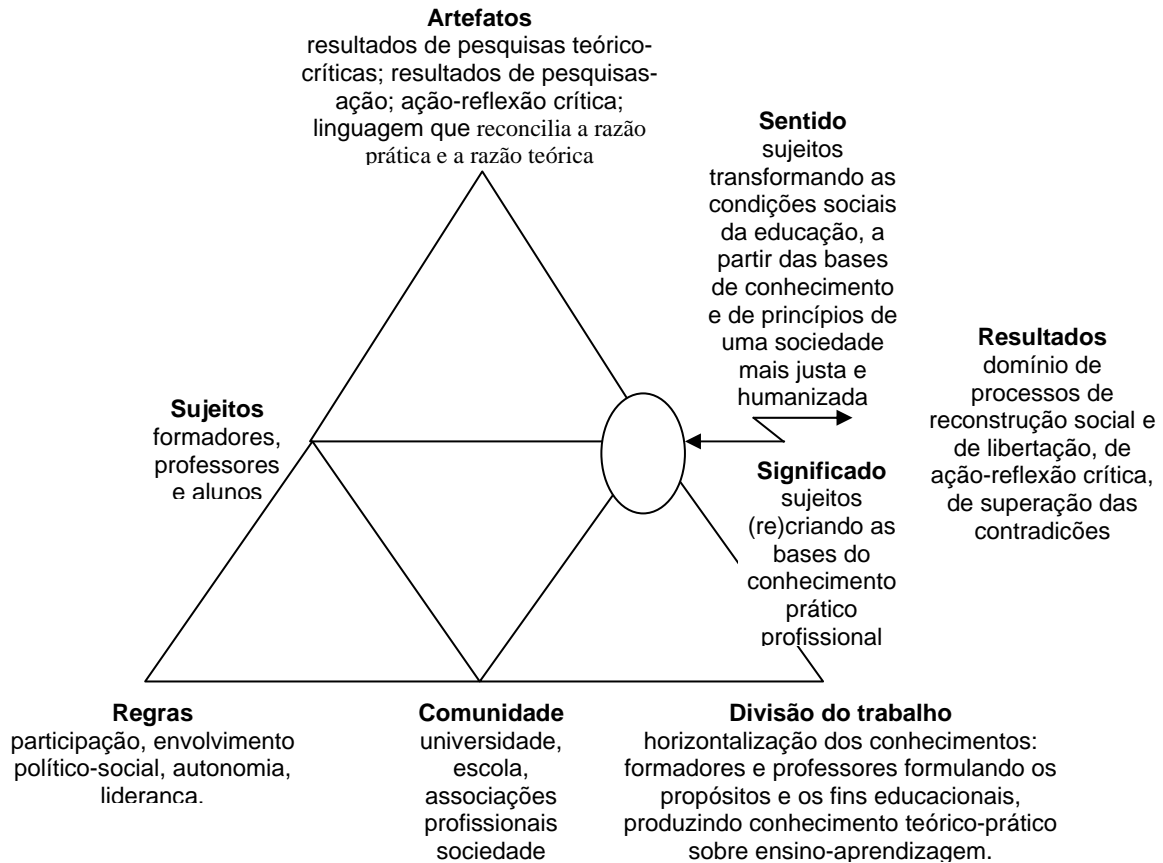 Artefatos
resultados de pesquisas teórico-
críticas; resultados de pesquisas-
ação; ação-reflexão crítica;
linguagem que reconcilia a razão
prática e a razão teórica
Sentido
sujeitos
transformando as
condições sociais
da educação, a
partir das bases
de conhecimento
e de princípios de
uma sociedade
mais justa e
humanizada
Resultados
domínio de
processos de
reconstrução social e
de libertação, de
ação-reflexão crítica,
de superação das
contradições
Sujeitos
formadores,
professores
e alunos
Significado
sujeitos
(re)criando as
bases do
conhecimento
prático
profissional
Regras
participação, envolvimento
político-social, autonomia,
liderança.
Comunidade
universidade,
escola,
associações
profissionais
sociedade
Divisão do trabalho
horizontalização dos conhecimentos:
formadores e professores formulando os
propósitos e os fins educacionais,
produzindo conhecimento teórico-prático
sobre ensino-aprendizagem.